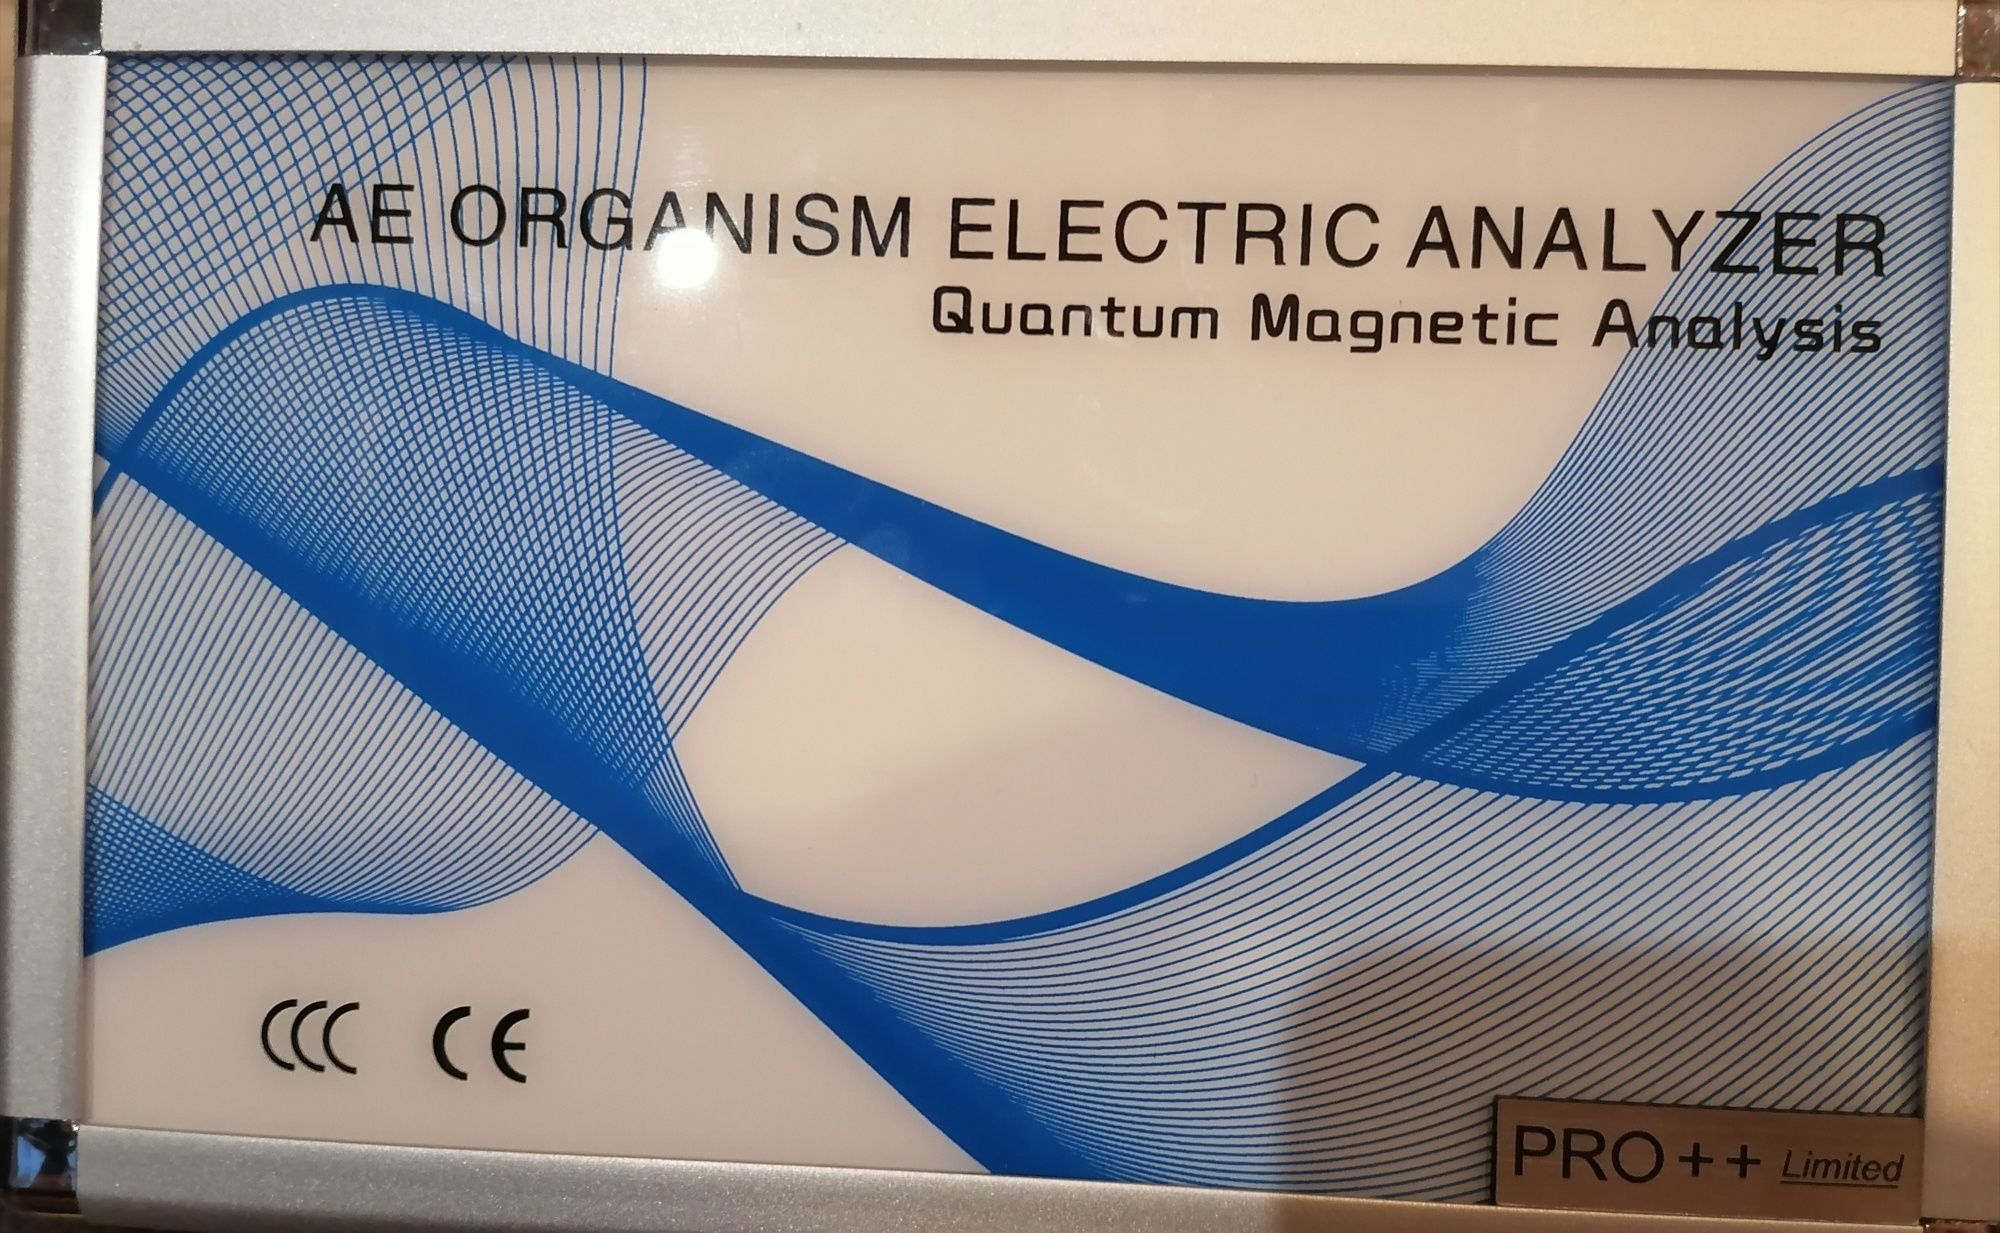 AE ORGANISM ELECTRIC ANALYZER
Quantum Magnetic Analysis
CCC CE
PRO++ Limited